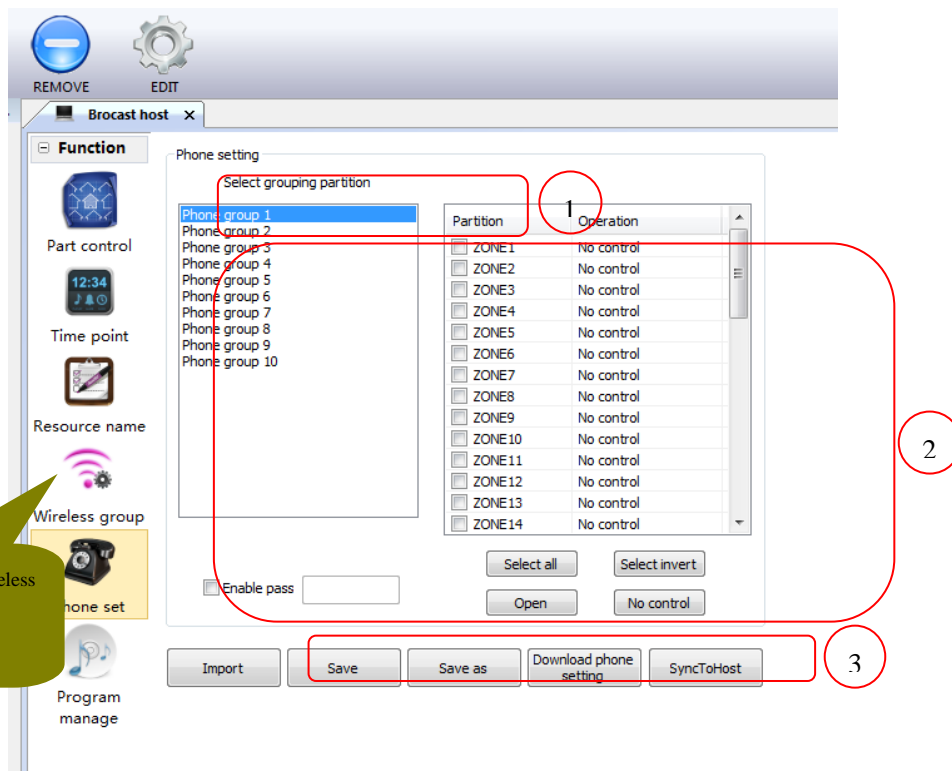 REMOVE EDIT
Brocast host X
Function
Part control
12:34
Time point
Resource name
Wireless group
Phone setting
Select grouping partition
1
Phone group 1
Phone group 2
Phone group 3
Phone group 4
Phone group 5
Phone group 6
Phone group 7
Phone group 8
Phone group 9
Phone group 10
Partition Operation
ZONE1 No control
ZONE2 No control
ZONE3 No control
ZONE4 No control
ZONE5 No control
ZONE6 No control
ZONE7 No control
ZONE8 No control
ZONE9 No control
ZONE10 No control
ZONE11 No control
ZONE12 No control
ZONE13 No control
ZONE14 No control
2
eless
hone set
Program
manage
Enable pass
Select all Select invert
Open No control
Import Save Save as Download phone setting SyncToHost
3